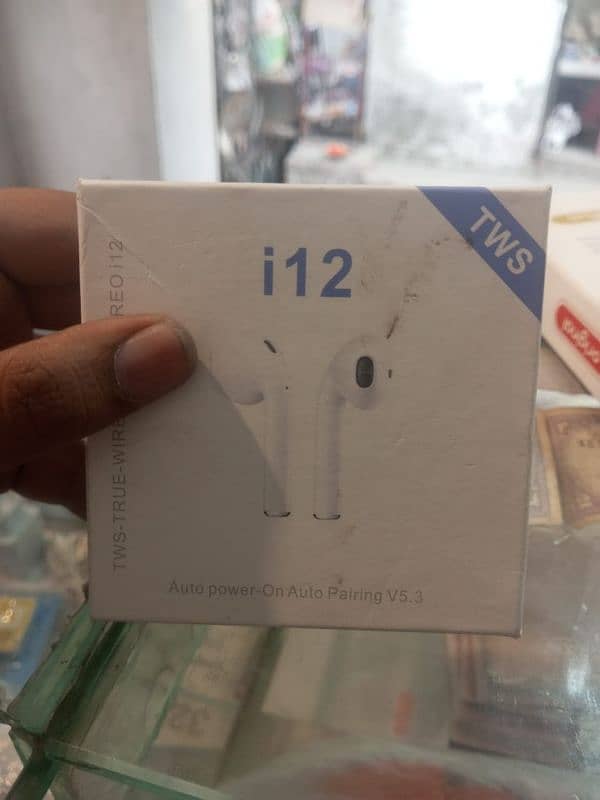 TWS
i12
TWS-TRUE-WIRE REO i12
Auto power-On Auto Pairing V5.3